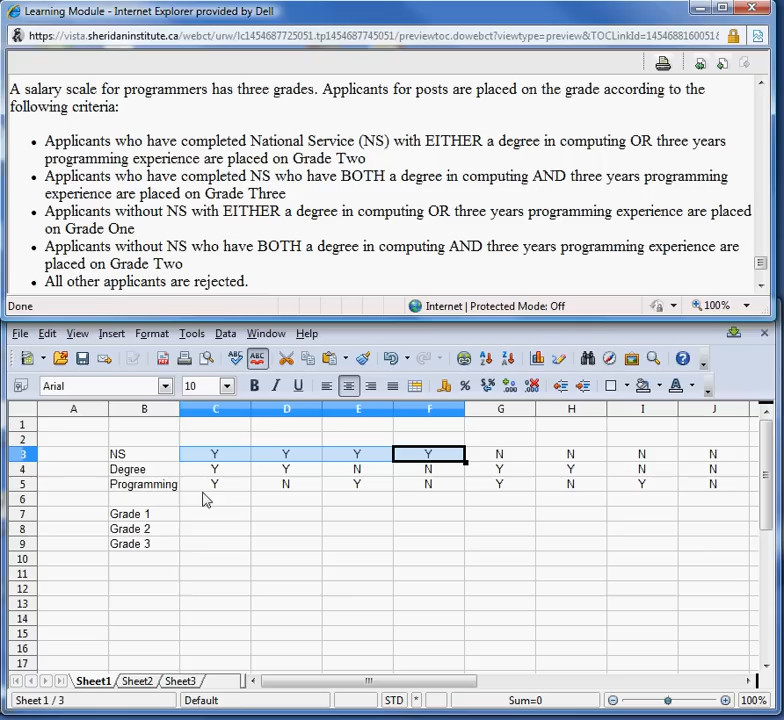 Learning Module - Internet Explorer provided by Dell
https://vista.sheridaninstitute.ca/webct/urw/lc1454687725051.tp1454687745051/previewtoc.dowebct?viewtype=preview&TOCLinkId=1454688160051&
A salary scale for programmers has three grades. Applicants for posts are placed on the grade according to the
following criteria:
• Applicants who have completed National Service (NS) with EITHER a degree in computing OR three years
programming experience are placed on Grade Two
• Applicants who have completed NS who have BOTH a degree in computing AND three years programming
experience are placed on Grade Three
• Applicants without NS with EITHER a degree in computing OR three years programming experience are placed
on Grade One
• Applicants without NS who have BOTH a degree in computing AND three years programming experience are
placed on Grade Two
• All other applicants are rejected.
Done Internet | Protected Mode: Off 100%
File Edit View Insert Format Tools Data Window Help
Arial 10
A B C D E F G H I J
1
2
3 NS Y Y Y Y N N N N
4 Degree Y Y N N Y Y N N
5 Programming Y N Y N Y N Y N
6
7 Grade 1
8 Grade 2
9 Grade 3
10
11
12
13
14
15
16
17
Sheet1 Sheet2 Sheet3
Sheet 1 / 3 Default STD * Sum=0 100%